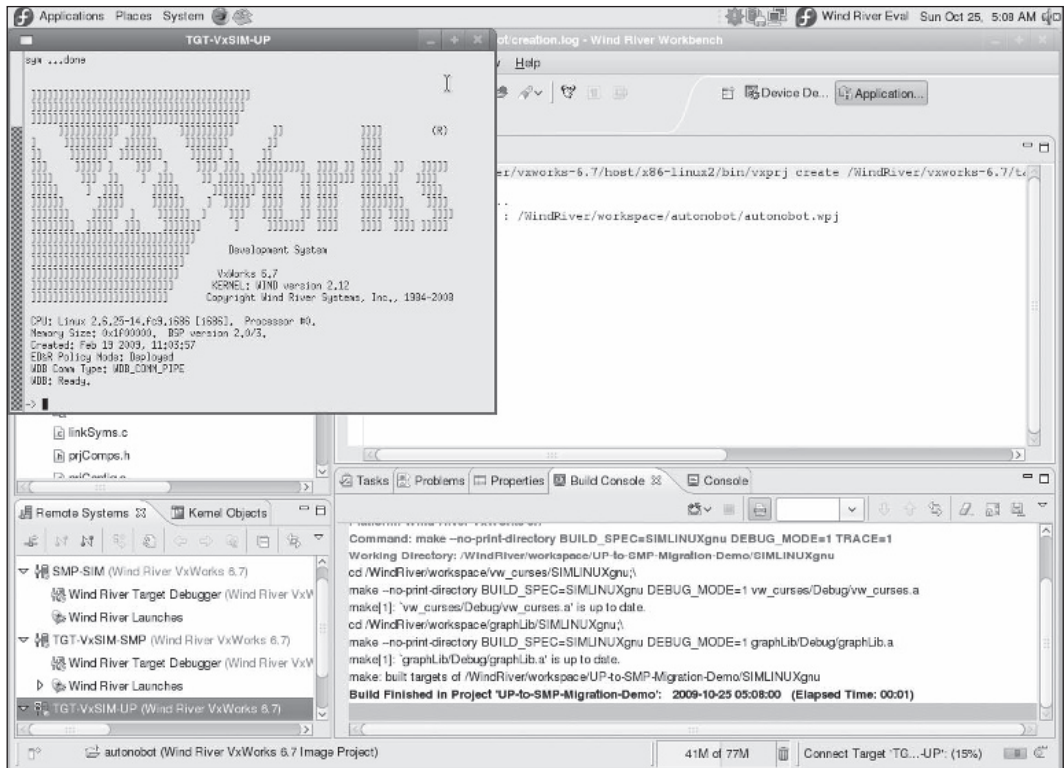 Applications Places System
Wind River Eval Sun Oct 25, 5:08 AM
TGT-VxSIM-UP
ot/creation.log - Wind River Workbench
Help
Device De... Application...
sym ...done
(R)
VxWorks
Development System
VxWorks 6.7
KERNEL: WIND version 2.12
Copyright Wind River Systems, Inc., 1984-2008
CPU: Linux 2.6.25-14.fc9.i686 [i686]. Processor #0.
Memory Size: 0x1f00000. BSP version 2.0/3.
Created: Feb 19 2009, 11:03:57
ED&R Policy Mode: Deployed
WDB Comm Type: WDB_COMM_PIPE
WDB: Ready.
->
er/vxworks-6.7/host/x86-linux2/bin/vxprj create /WindRiver/vxworks-6.7/ta
..
: /WindRiver/workspace/autonobot/autonobot.wpj
linkSyms.c
prjComps.h
Remote Systems Kernel Objects
SMP-SIM (Wind River VxWorks 6.7)
Wind River Target Debugger (Wind River VxW
Wind River Launches
TGT-VxSIM-SMP (Wind River VxWorks 6.7)
Wind River Target Debugger (Wind River VxW
Wind River Launches
TGT-VxSIM-UP (Wind River VxWorks 6.7)
Tasks Problems Properties Build Console Console
Command: make --no-print-directory BUILD_SPEC=SIMLINUXgnu DEBUG_MODE=1 TRACE=1
Working Directory: /WindRiver/workspace/UP-to-SMP-Migration-Demo/SIMLINUXgnu
cd /WindRiver/workspace/vw_curses/SIMLINUXgnu;\
make --no-print-directory BUILD_SPEC=SIMLINUXgnu DEBUG_MODE=1 vw_curses/Debug/vw_curses.a
make[1]: `vw_curses/Debug/vw_curses.a' is up to date.
cd /WindRiver/workspace/graphLib/SIMLINUXgnu;\
make --no-print-directory BUILD_SPEC=SIMLINUXgnu DEBUG_MODE=1 graphLib/Debug/graphLib.a
make[1]: `graphLib/Debug/graphLib.a' is up to date.
make: built targets of /WindRiver/workspace/UP-to-SMP-Migration-Demo/SIMLINUXgnu
Build Finished in Project 'UP-to-SMP-Migration-Demo': 2009-10-25 05:08:00 (Elapsed Time: 00:01)
autonobot (Wind River VxWorks 6.7 Image Project)
41M of 77M
Connect Target 'TG...-UP': (15%)